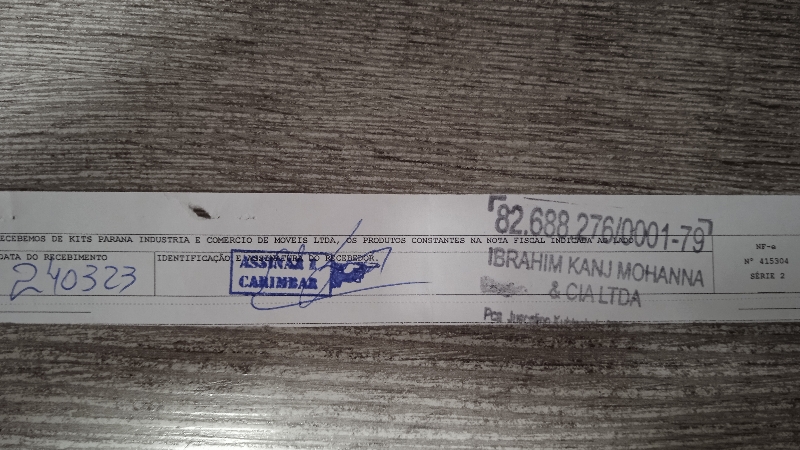 ECEBEMOS DE KITS PARANA INDUSTRIA E COMERCIO DE MOVEIS LTDA, OS PRODUTOS CONSTANTES NA NOTA FISCAL INDICADA AO LADO
DATA DO RECEBIMENTO
240323
IDENTIFICAÇÃO E ASSINATURA DO RECEBEDOR.
ASSINAR E
CARIMBAR
82.688.276/0001-79
IBRAHIM KANJ MOHANNA
& CIA LTDA
Pça
NF-e
N° 415304
SÉRIE 2